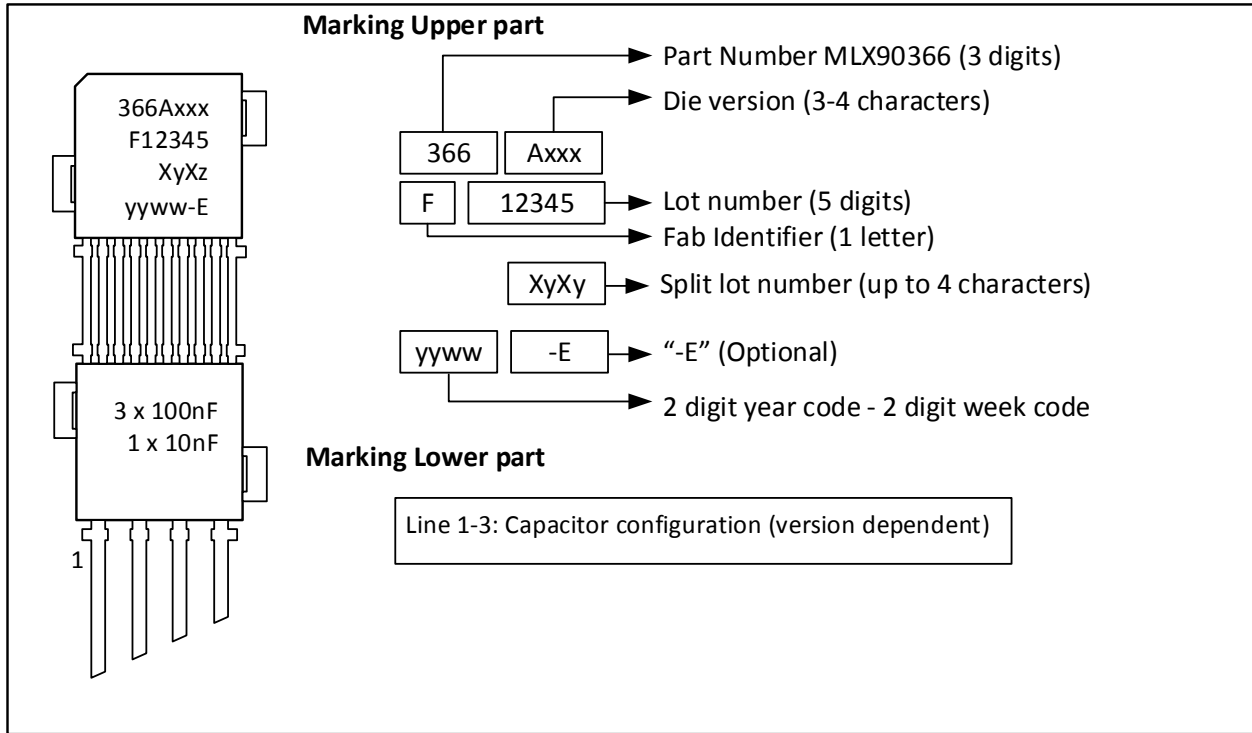 Marking Upper part
366Axxx
F12345
XyXz
yyww-E
3 x 100nF
1 x 10nF
1
Part Number MLX90366 (3 digits)
Die version (3-4 characters)
366 Axxx
F 12345 Lot number (5 digits)
Fab Identifier (1 letter)
XyXy Split lot number (up to 4 characters)
yyww -E “-E” (Optional)
2 digit year code - 2 digit week code
Marking Lower part
Line 1-3: Capacitor configuration (version dependent)